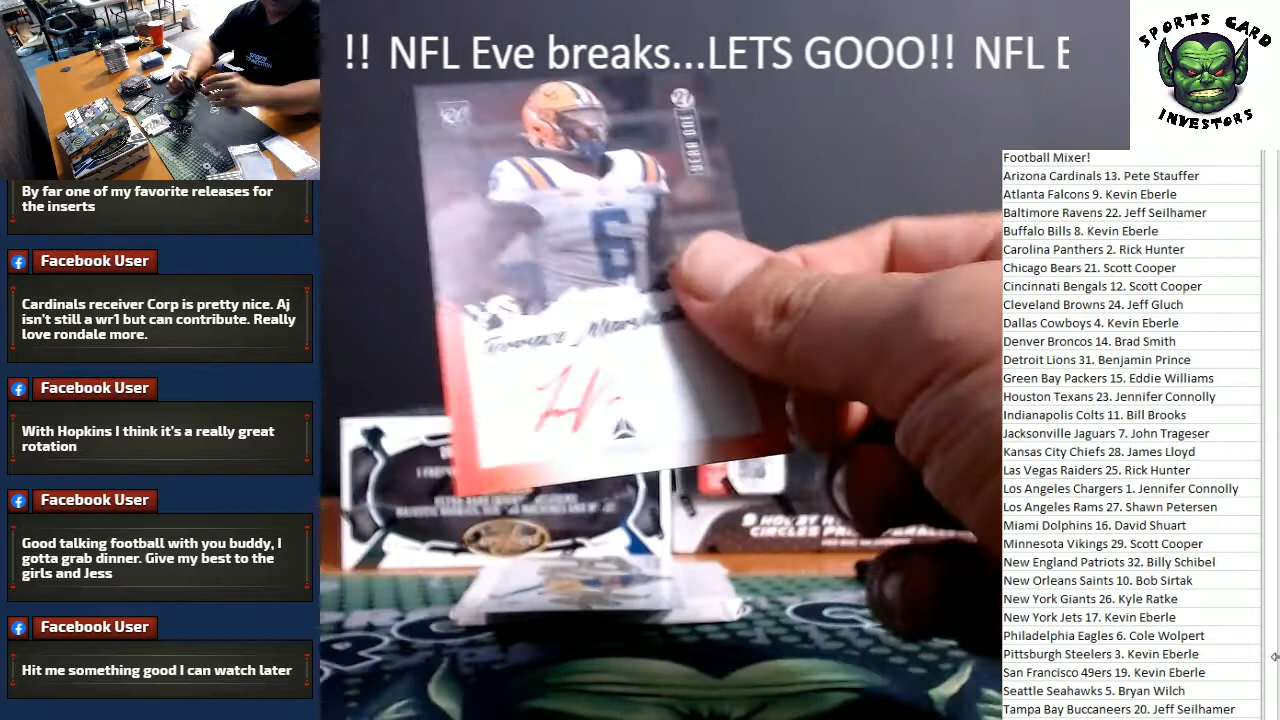 !! NFL Eve breaks...LETS GOOO!! NFL E
SPORTS CARD
INVESTORS
By far one of my favorite releases for
the inserts
Facebook User
Cardinals receiver Corp is pretty nice. Aj
isn't still a wr1 but can contribute. Really
love rondale more.
Facebook User
With Hopkins I think it's a really great
rotation
Facebook User
Good talking football with you buddy, I
gotta grab dinner. Give my best to the
girls and Jess
Facebook User
Hit me something good I can watch later
RC
YEAR ONE
6
Football Mixer!
Arizona Cardinals 13. Pete Stauffer
Atlanta Falcons 9. Kevin Eberle
Baltimore Ravens 22. Jeff Seilhamer
Buffalo Bills 8. Kevin Eberle
Carolina Panthers 2. Rick Hunter
Chicago Bears 21. Scott Cooper
Cincinnati Bengals 12. Scott Cooper
Cleveland Browns 24. Jeff Gluch
Dallas Cowboys 4. Kevin Eberle
Denver Broncos 14. Brad Smith
Detroit Lions 31. Benjamin Prince
Green Bay Packers 15. Eddie Williams
Houston Texans 23. Jennifer Connolly
Indianapolis Colts 11. Bill Brooks
Jacksonville Jaguars 7. John Trageser
Kansas City Chiefs 28. James Lloyd
Las Vegas Raiders 25. Rick Hunter
Los Angeles Chargers 1. Jennifer Connolly
Los Angeles Rams 27. Shawn Petersen
Miami Dolphins 16. David Shuart
Minnesota Vikings 29. Scott Cooper
New England Patriots 32. Billy Schibel
New Orleans Saints 10. Bob Sirtak
New York Giants 26. Kyle Ratke
New York Jets 17. Kevin Eberle
Philadelphia Eagles 6. Cole Wolpert
Pittsburgh Steelers 3. Kevin Eberle
San Francisco 49ers 19. Kevin Eberle
Seattle Seahawks 5. Bryan Wilch
Tampa Bay Buccaneers 20. Jeff Seilhamer